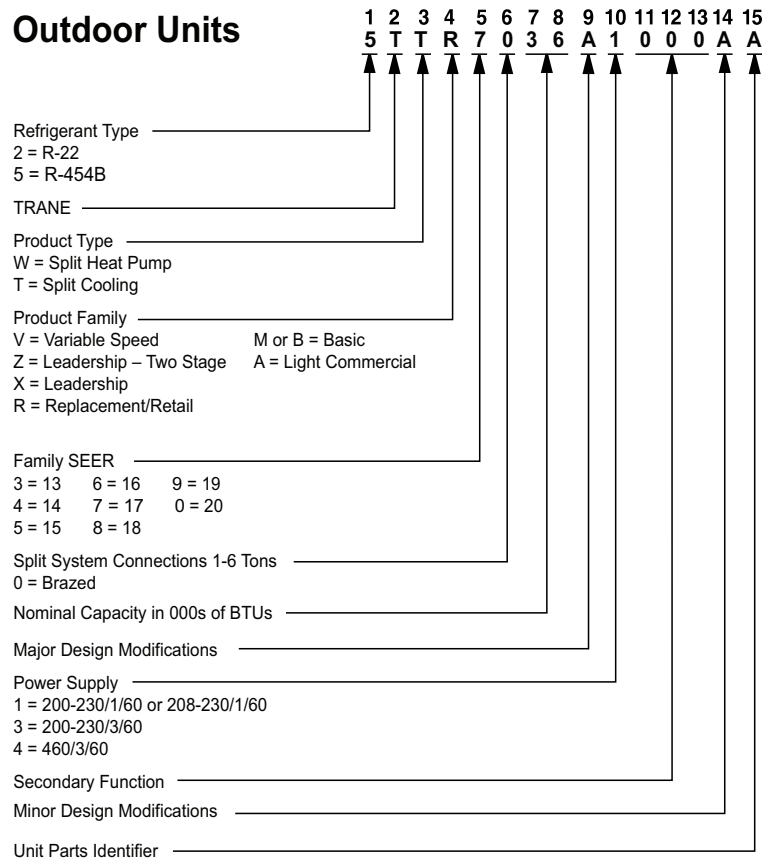 Outdoor Units
1 2 3 4 5 6 7 8 9 10 11 12 13 14 15
5 T T R 7 0 3 6 A 1 0 0 0 A A
Refrigerant Type
2 = R-22
5 = R-454B
TRANE
Product Type
W = Split Heat Pump
T = Split Cooling
Product Family
V = Variable Speed M or B = Basic
Z = Leadership – Two Stage A = Light Commercial
X = Leadership
R = Replacement/Retail
Family SEER
3 = 13 6 = 16 9 = 19
4 = 14 7 = 17 0 = 20
5 = 15 8 = 18
Split System Connections 1-6 Tons
0 = Brazed
Nominal Capacity in 000s of BTUs
Major Design Modifications
Power Supply
1 = 200-230/1/60 or 208-230/1/60
3 = 200-230/3/60
4 = 460/3/60
Secondary Function
Minor Design Modifications
Unit Parts Identifier